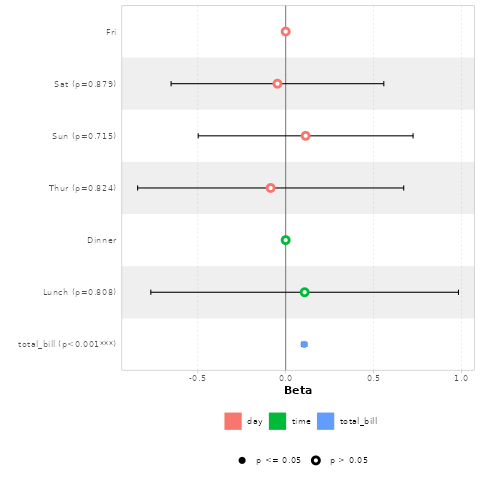 Fri
Sat (p=0.879)
Sun (p=0.715)
Thur (p=0.824)
Dinner
Lunch (p=0.808)
total_bill (p<0.001***)
-0.5 0.0 0.5 1.0
Beta
day time total_bill
p <= 0.05 p > 0.05